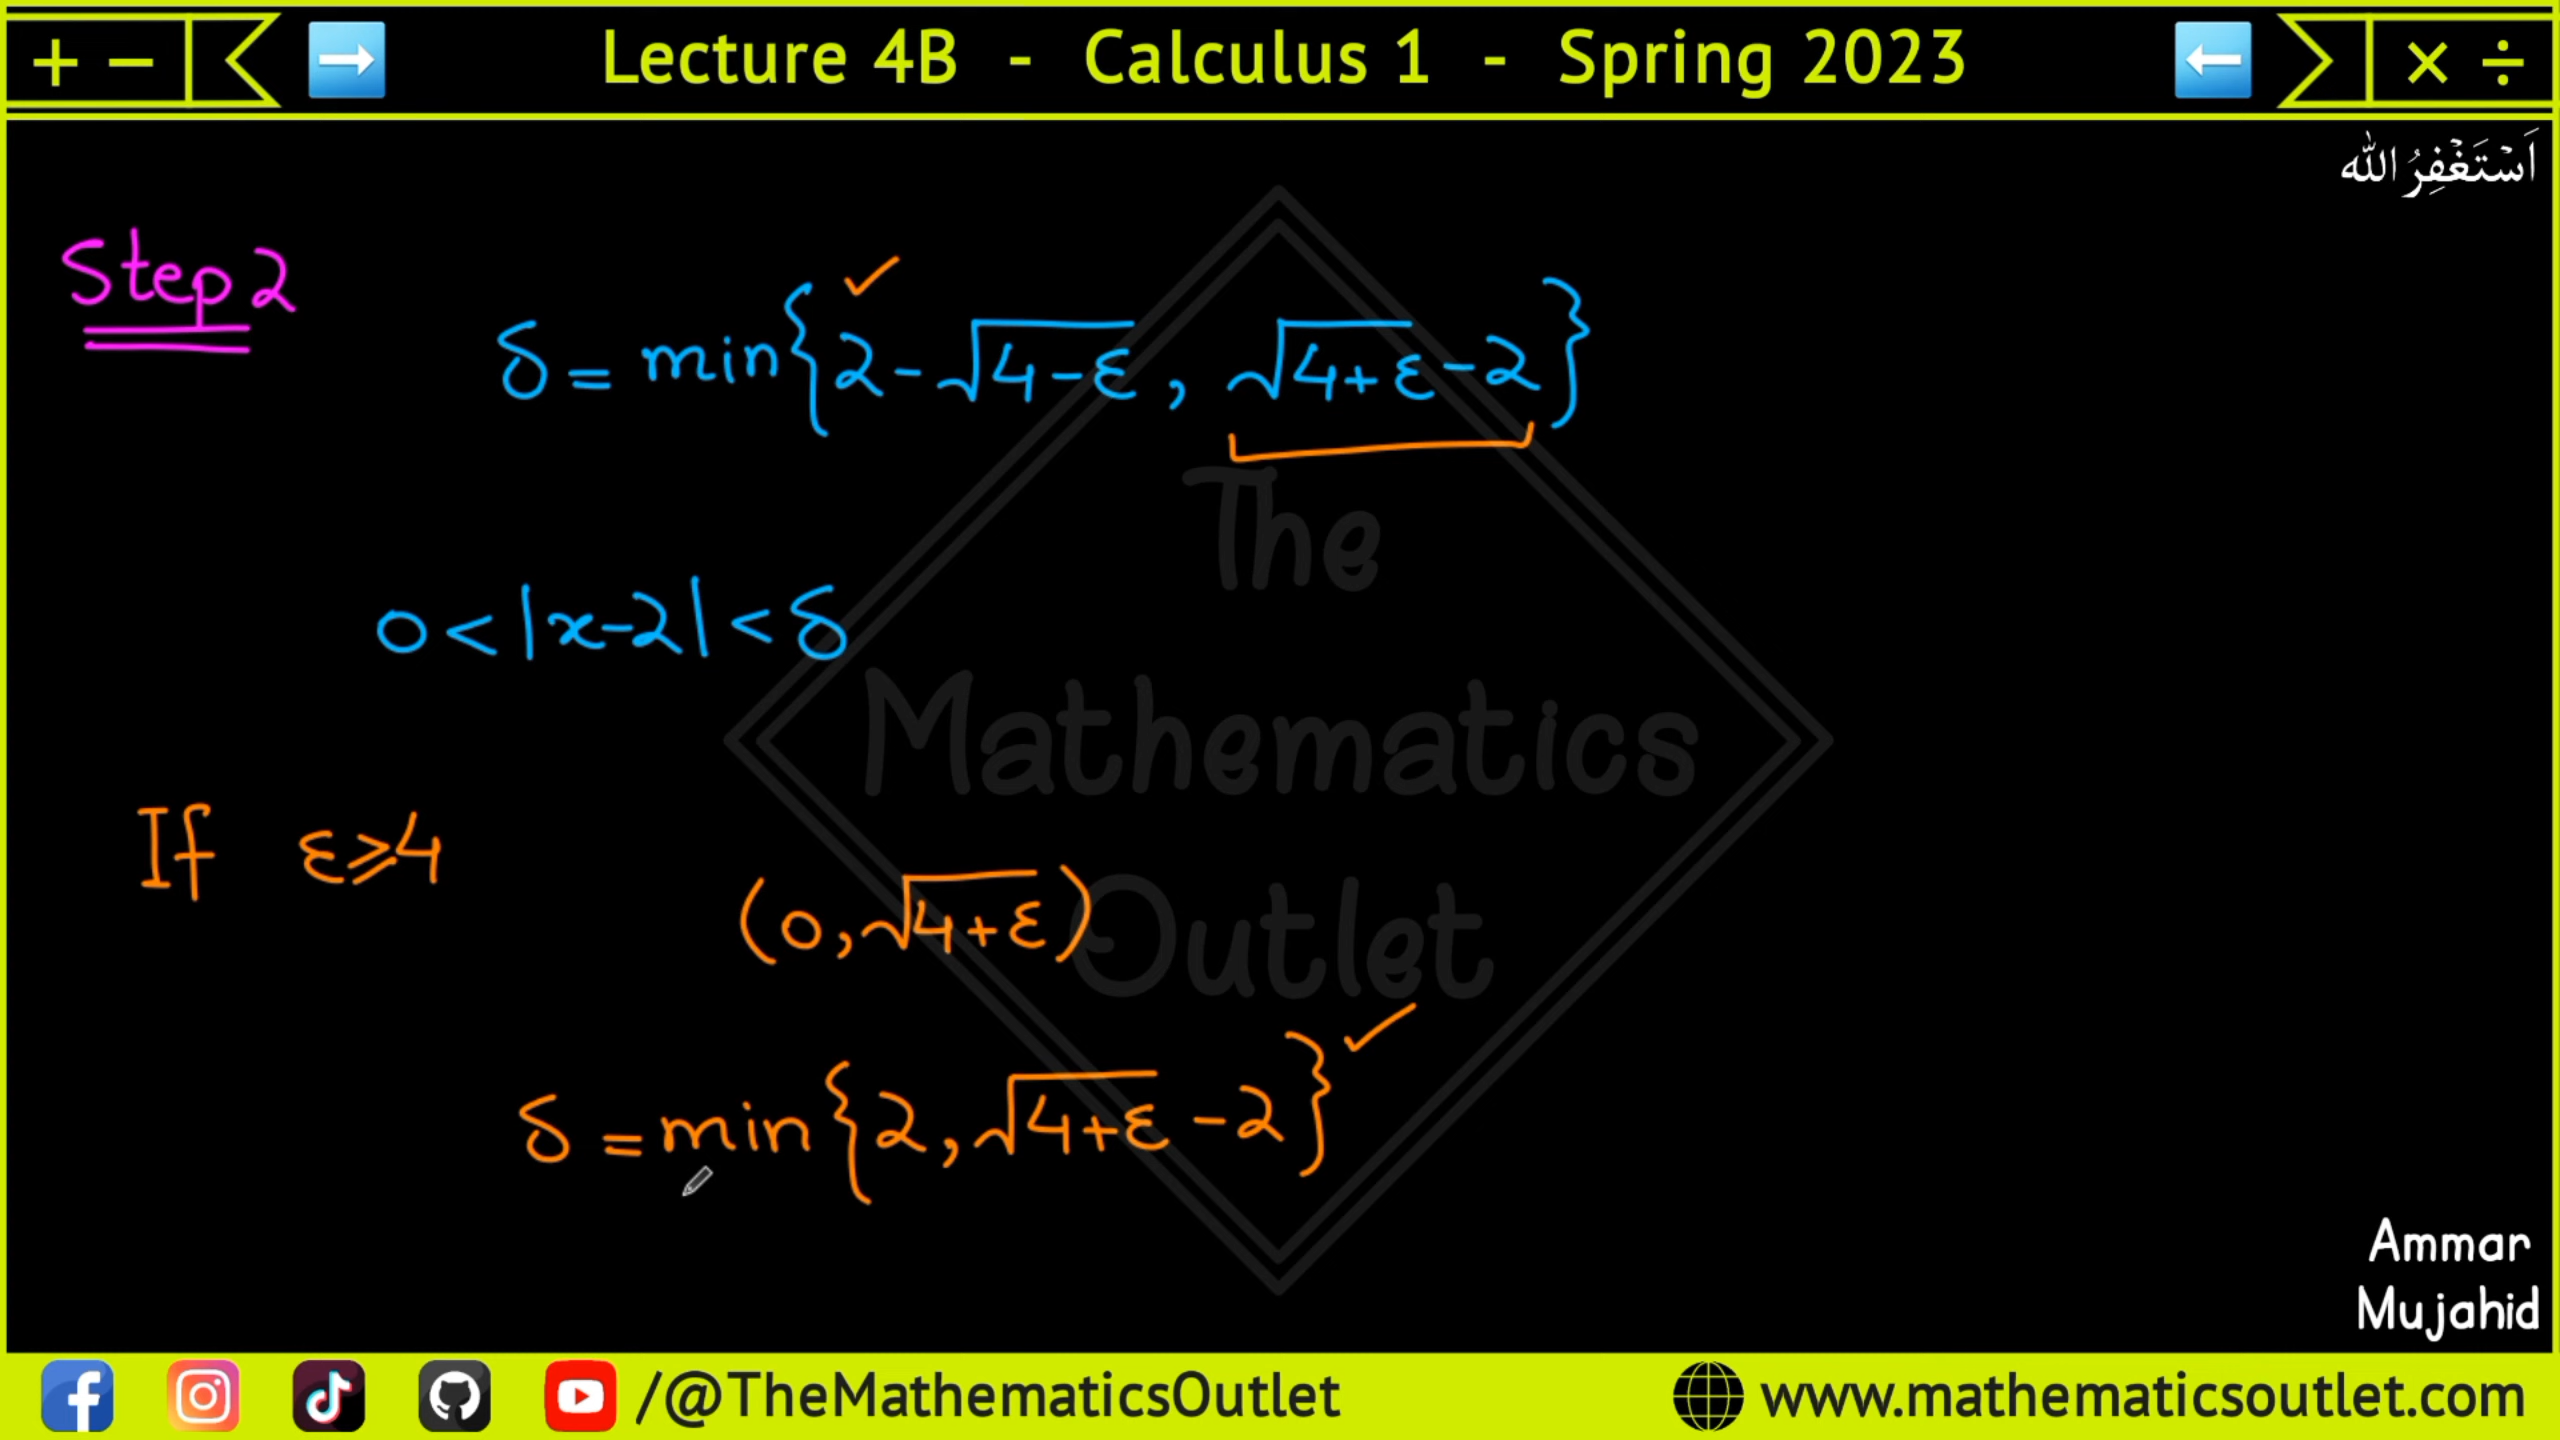 + − Lecture 4B - Calculus 1 - Spring 2023 × ÷
اَسْتَغْفِرُ اللّٰه
Step 2
δ = min{2-√(4-ε), √(4+ε)-2}
The
0<|x-2|<δ
Mathematics
If ε⩾4
(0,√(4+ε))
Outlet
δ = min{2,√(4+ε)-2}
Ammar
Mujahid
/@TheMathematicsOutlet www.mathematicsoutlet.com